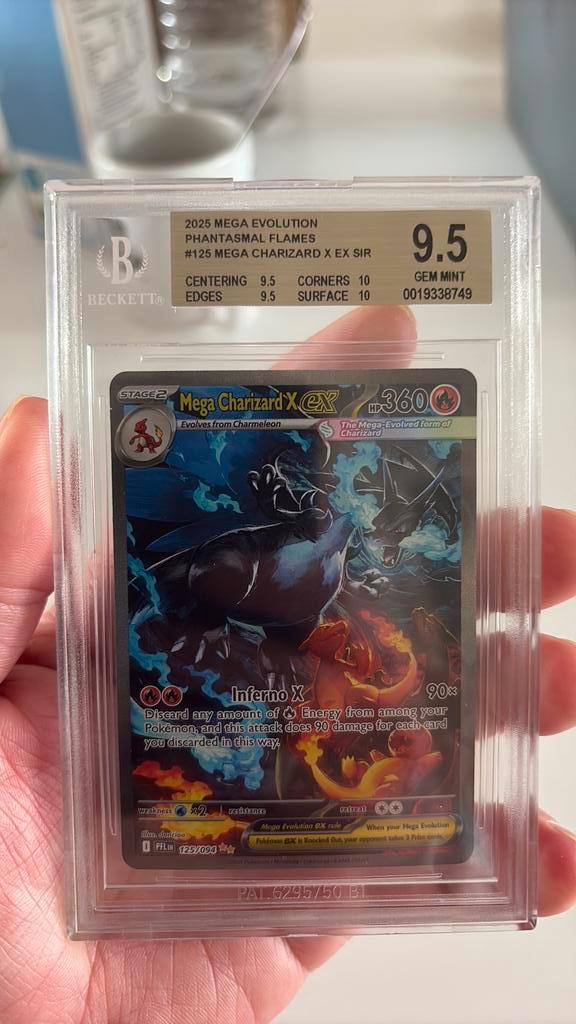 2025 MEGA EVOLUTION
PHANTASMAL FLAMES
#125 MEGA CHARIZARD X EX SIR
CENTERING 9.5 CORNERS 10
EDGES 9.5 SURFACE 10
9.5
GEM MINT
0019338749
B
BECKETT®
STAGE2
Mega Charizard X ex
HP360
Evolves from Charmeleon
The Mega-Evolved form of
Charizard
Inferno X 90×
Discard any amount of Energy from among your
Pokémon, and this attack does 90 damage for each card
you discarded in this way.
weakness ×2 resistance retreat
Illus. danciao
Mega Evolution ex rule
When your Mega Evolution
Pokémon ex is Knocked Out, your opponent takes 3 Prize cards.
I PFL EN 125/094
PAT. 6295750 B1